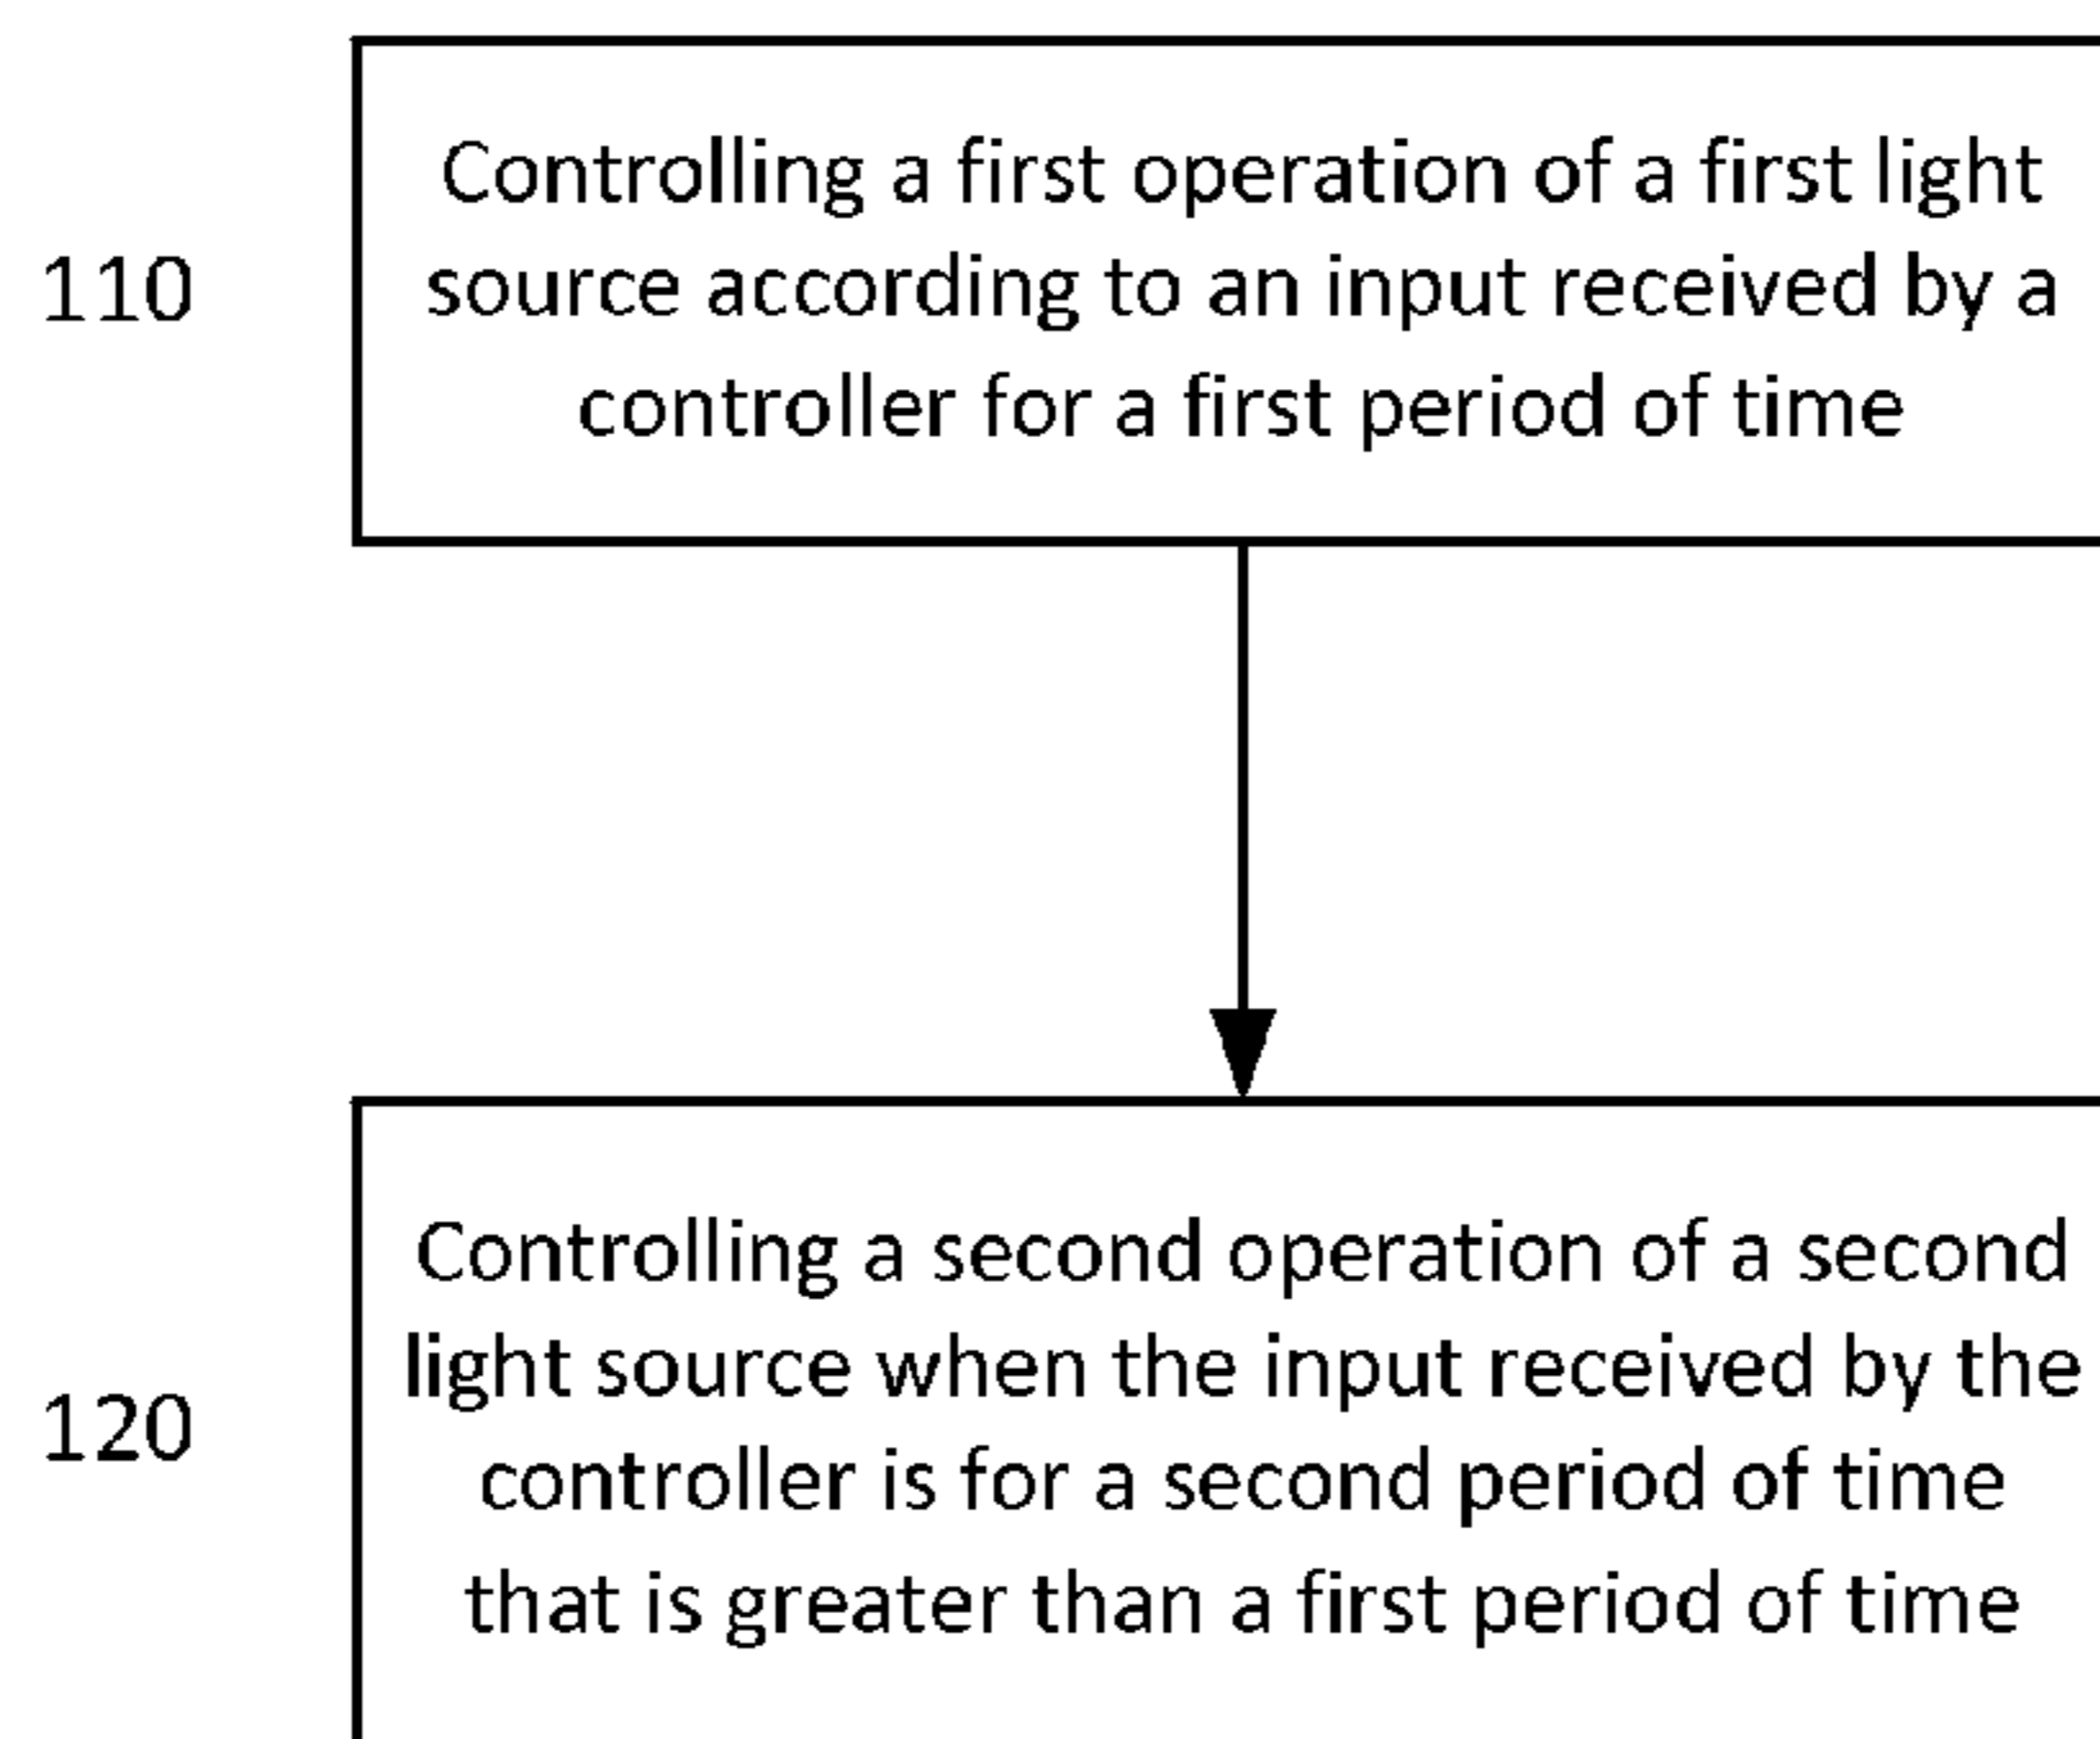 Controlling a first operation of a first light
source according to an input received by a
controller for a first period of time
110
Controlling a second operation of a second
light source when the input received by the
controller is for a second period of time
that is greater than a first period of time
120